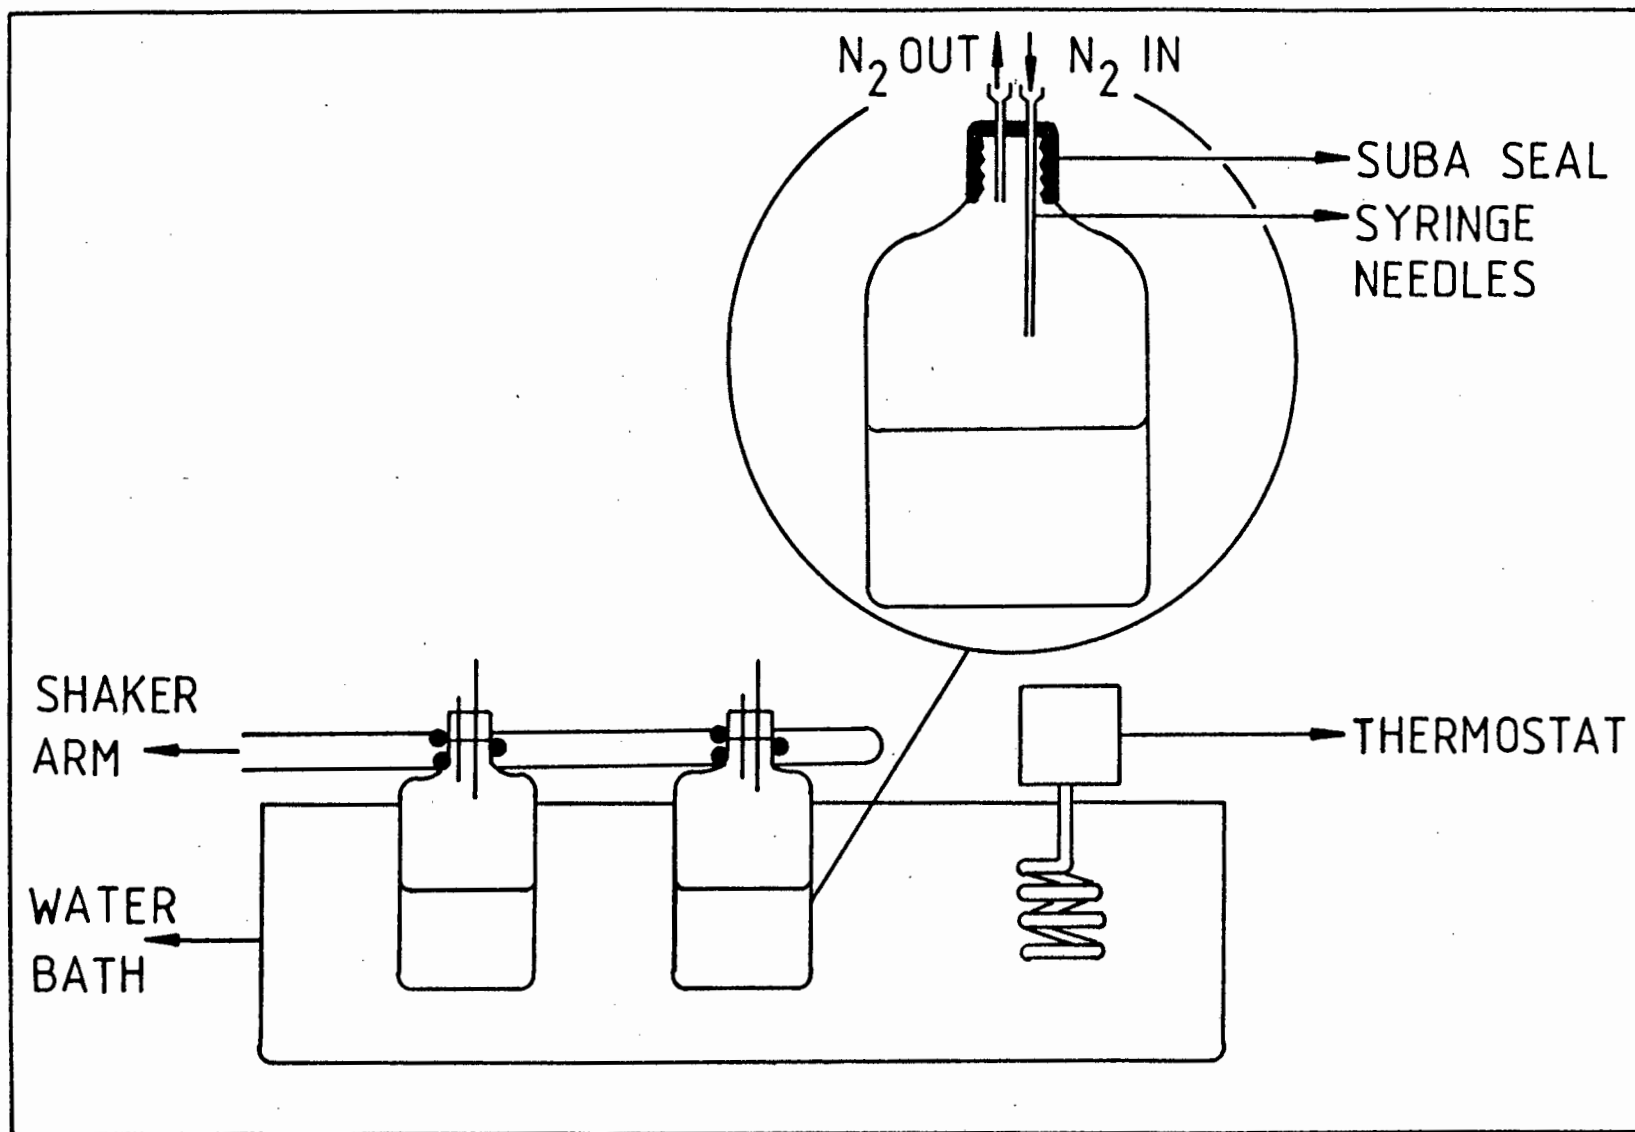 N₂ OUT
N₂ IN
SUBA SEAL
SYRINGE
NEEDLES
SHAKER
ARM
THERMOSTAT
WATER
BATH